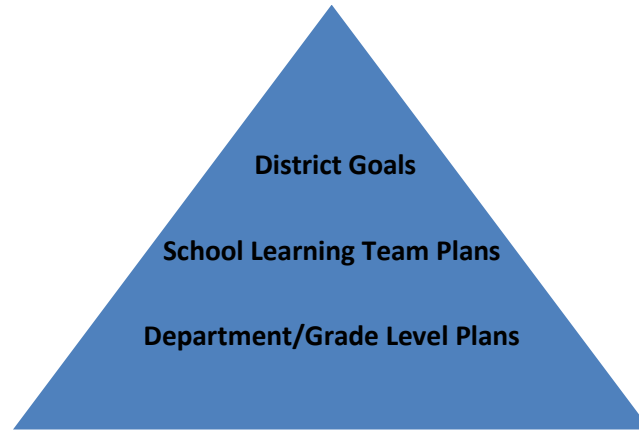 District Goals
School Learning Team Plans
Department/Grade Level Plans